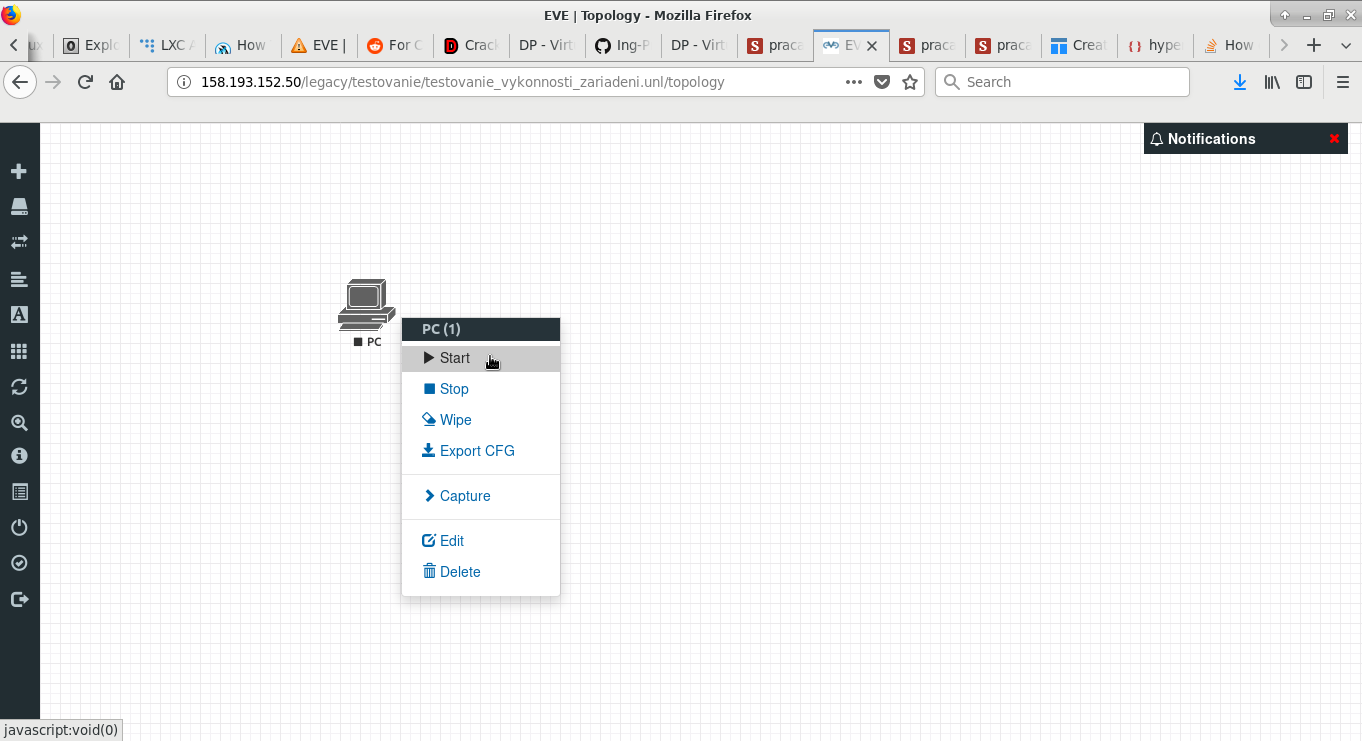 EVE | Topology - Mozilla Firefox
Explo
LXC
How
EVE |
For C
Crack
DP - Virt
Ing-P
DP - Virt
praca
EV
praca
praca
Creat
hype
How
158.193.152.50/legacy/testovanie/testovanie_vykonnosti_zariadeni.unl/topology
Search
Notifications
PC
PC (1)
Start
Stop
Wipe
Export CFG
Capture
Edit
Delete
javascript:void(0)